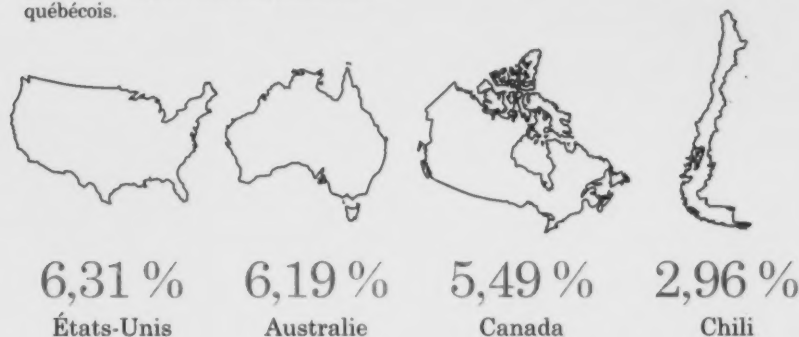 québécois.
6,31 % 6,19 % 5,49 % 2,96 %
États-Unis Australie Canada Chili